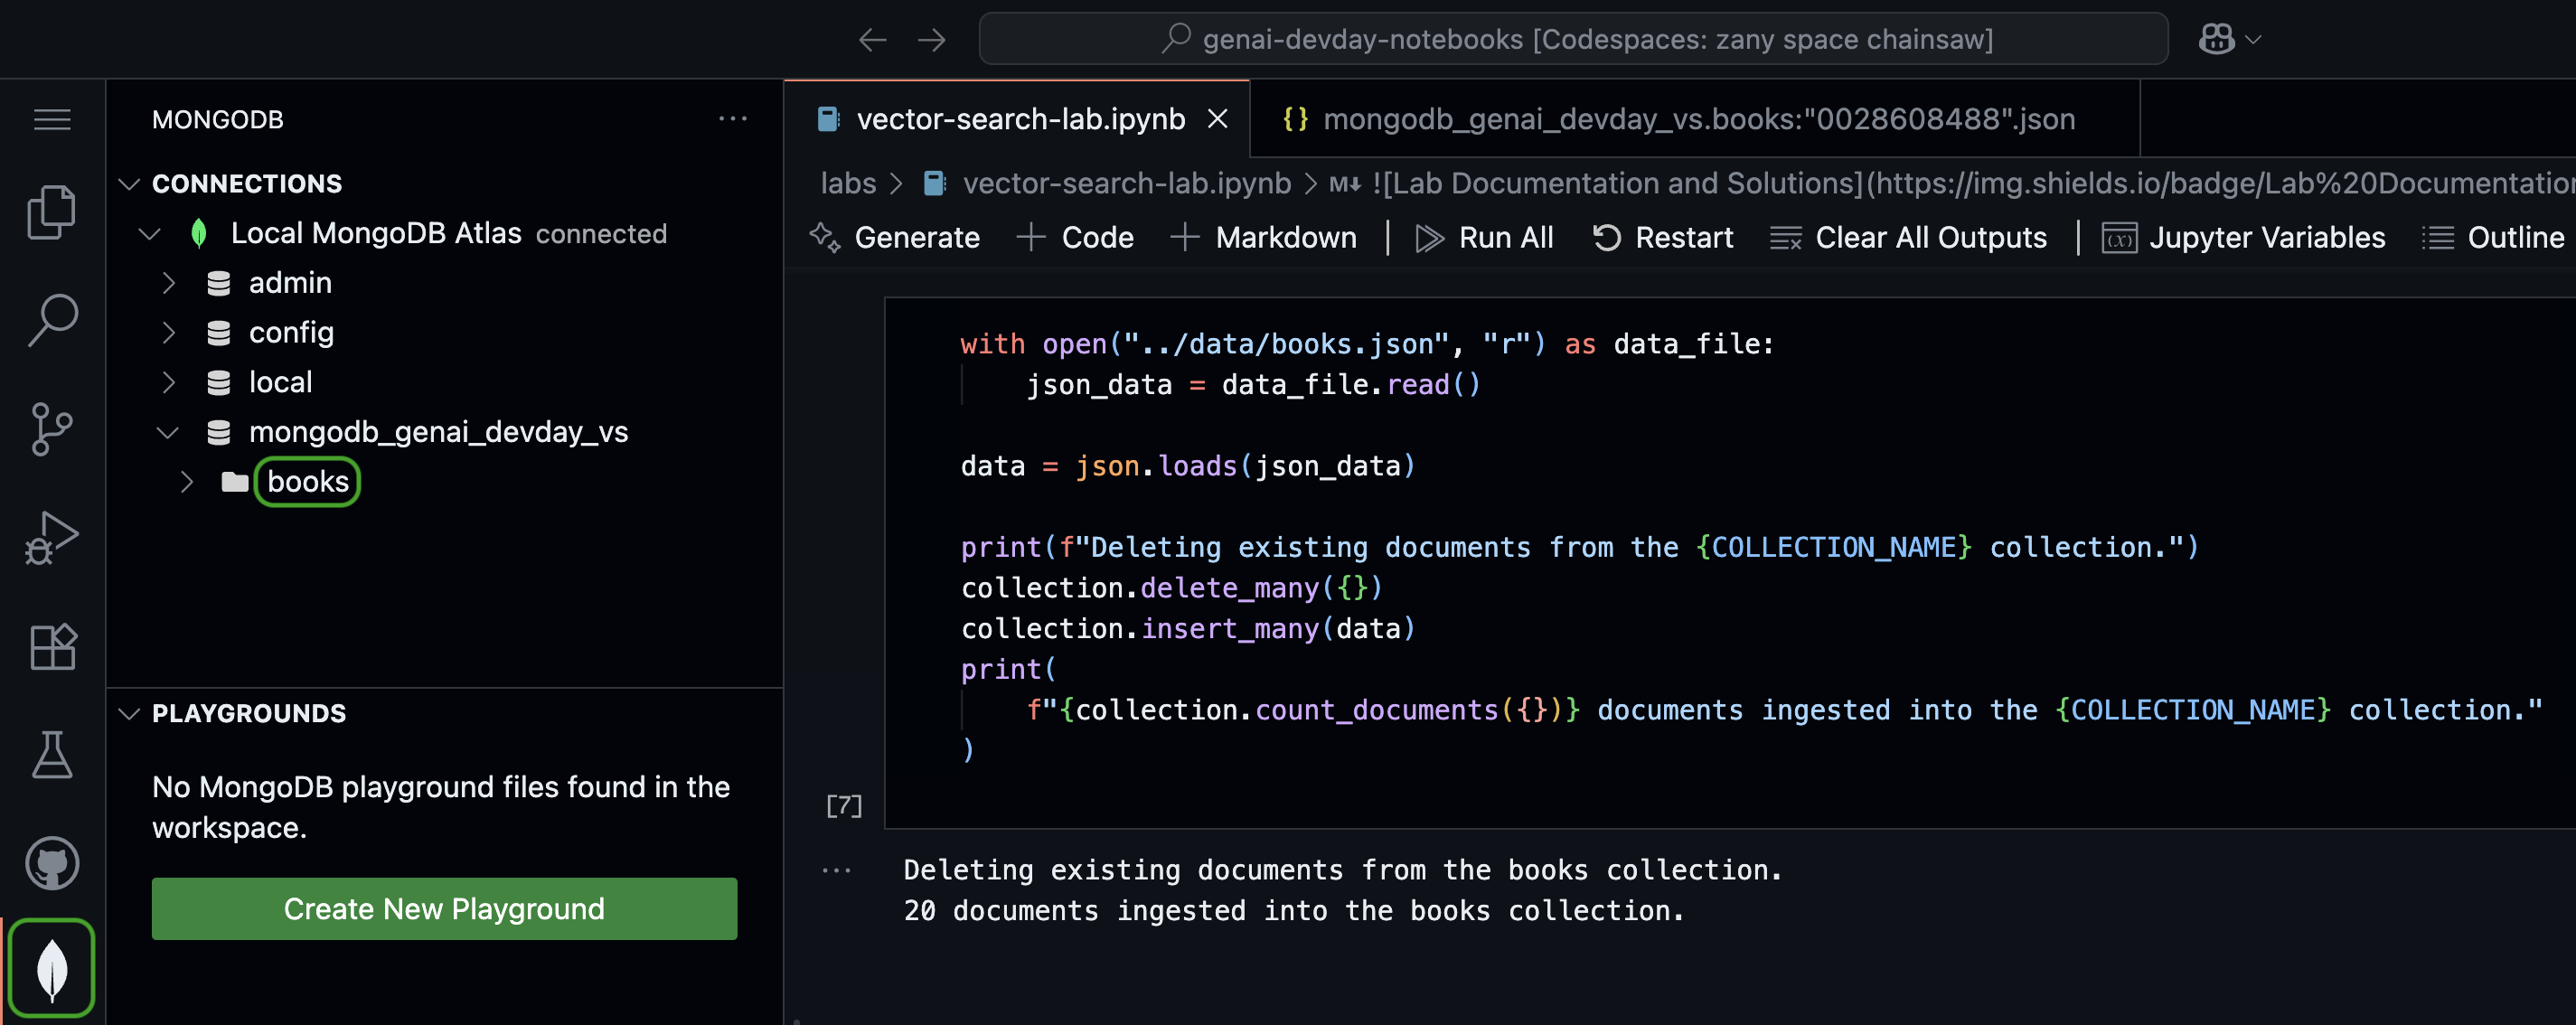 genai-devday-notebooks [Codespaces: zany space chainsaw]
MONGODB
CONNECTIONS
Local MongoDB Atlas connected
admin
config
local
mongodb_genai_devday_vs
books
PLAYGROUNDS
No MongoDB playground files found in the
workspace.
Create New Playground
vector-search-lab.ipynb
{} mongodb_genai_devday_vs.books:"0028608488".json
labs > vector-search-lab.ipynb > M↓ ![Lab Documentation and Solutions](https://img.shields.io/badge/Lab%20Documentation
Generate + Code + Markdown | Run All Restart Clear All Outputs | (x) Jupyter Variables Outline
with open("../data/books.json", "r") as data_file:
    json_data = data_file.read()
data = json.loads(json_data)
print(f"Deleting existing documents from the {COLLECTION_NAME} collection.")
collection.delete_many({})
collection.insert_many(data)
print(
    f"{collection.count_documents({})} documents ingested into the {COLLECTION_NAME} collection."
)
[7]
Deleting existing documents from the books collection.
20 documents ingested into the books collection.